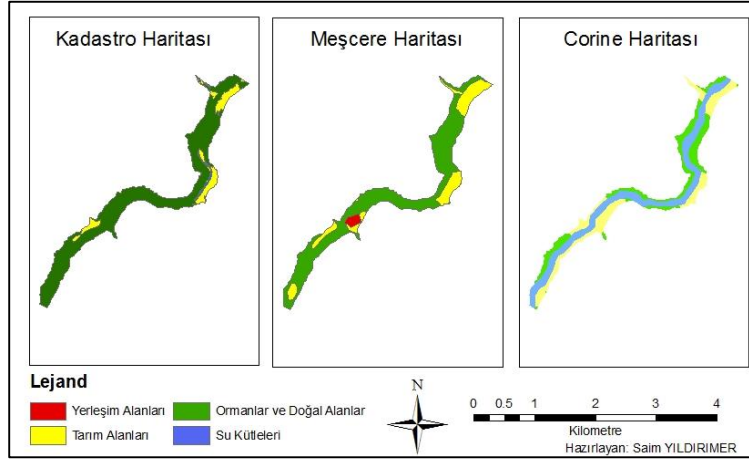 Kadastro Haritası
Meşcere Haritası
Corine Haritası
Lejand
Yerleşim Alanları
Ormanlar ve Doğal Alanlar
Tarım Alanları
Su Kütleleri
N
0 0.5 1 2 3 4
Kilometre
Hazırlayan: Saim YILDIRIMER